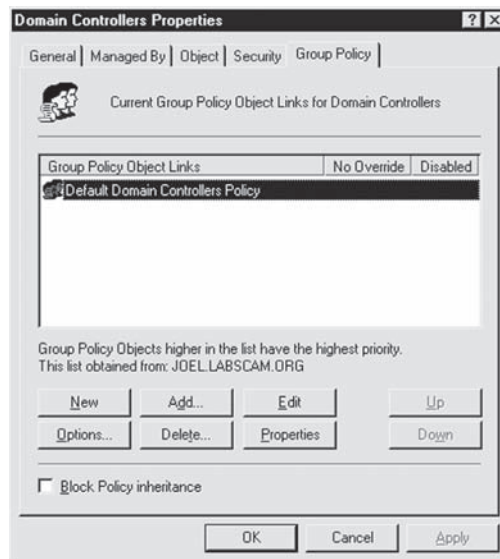 Domain Controllers Properties
General Managed By Object Security Group Policy
Current Group Policy Object Links for Domain Controllers
Group Policy Object Links No Override Disabled
Default Domain Controllers Policy
Group Policy Objects higher in the list have the highest priority.
This list obtained from: JOEL.LABSCAM.ORG
New Add... Edit Up
Options... Delete... Properties Down
Block Policy inheritance
OK Cancel Apply